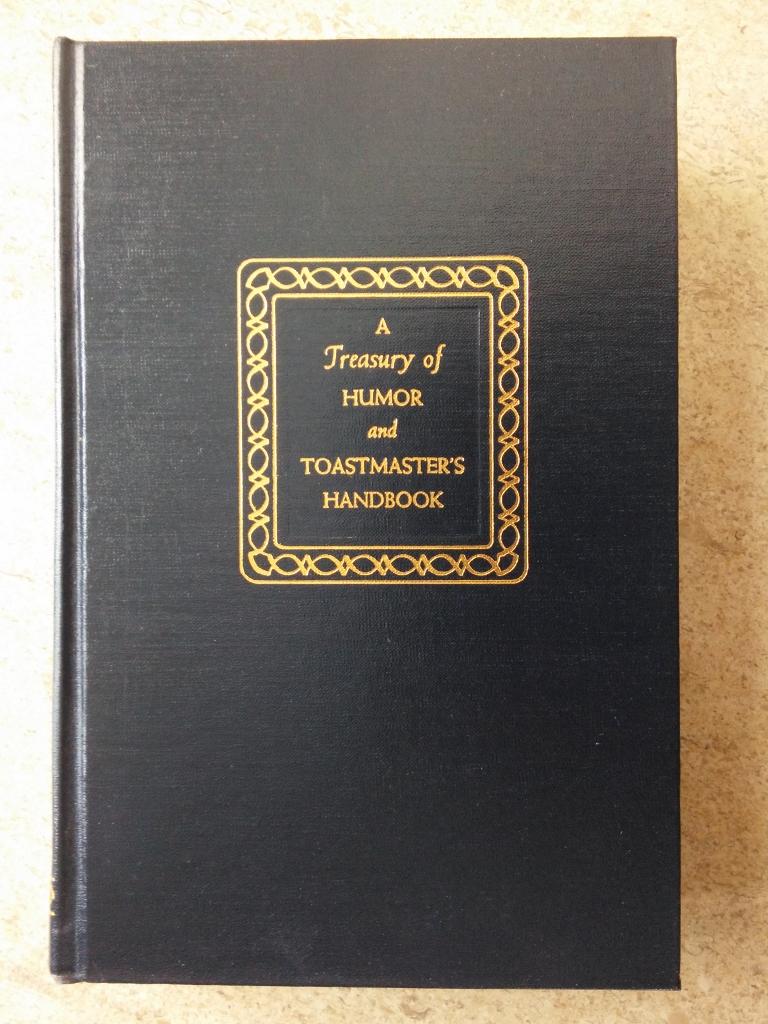 A
Treasury of
HUMOR
and
TOASTMASTER'S
HANDBOOK